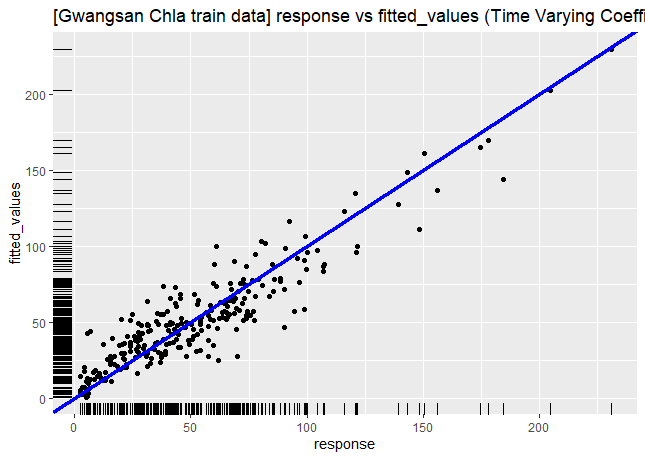 [Gwangsan Chla train data] response vs fitted_values (Time Varying Coeffi
200
150
100
50
0
fitted_values
0 50 100 150 200
response